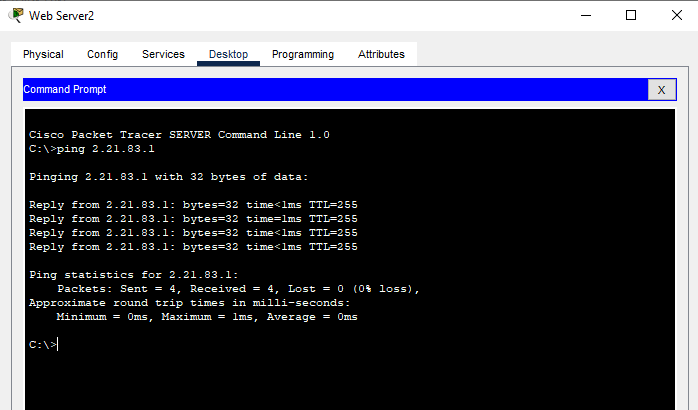 Web Server2
Physical Config Services Desktop Programming Attributes
Command Prompt X
Cisco Packet Tracer SERVER Command Line 1.0
C:\>ping 2.21.83.1
Pinging 2.21.83.1 with 32 bytes of data:
Reply from 2.21.83.1: bytes=32 time<1ms TTL=255
Reply from 2.21.83.1: bytes=32 time=1ms TTL=255
Reply from 2.21.83.1: bytes=32 time<1ms TTL=255
Reply from 2.21.83.1: bytes=32 time<1ms TTL=255
Ping statistics for 2.21.83.1:
    Packets: Sent = 4, Received = 4, Lost = 0 (0% loss),
Approximate round trip times in milli-seconds:
    Minimum = 0ms, Maximum = 1ms, Average = 0ms
C:\>